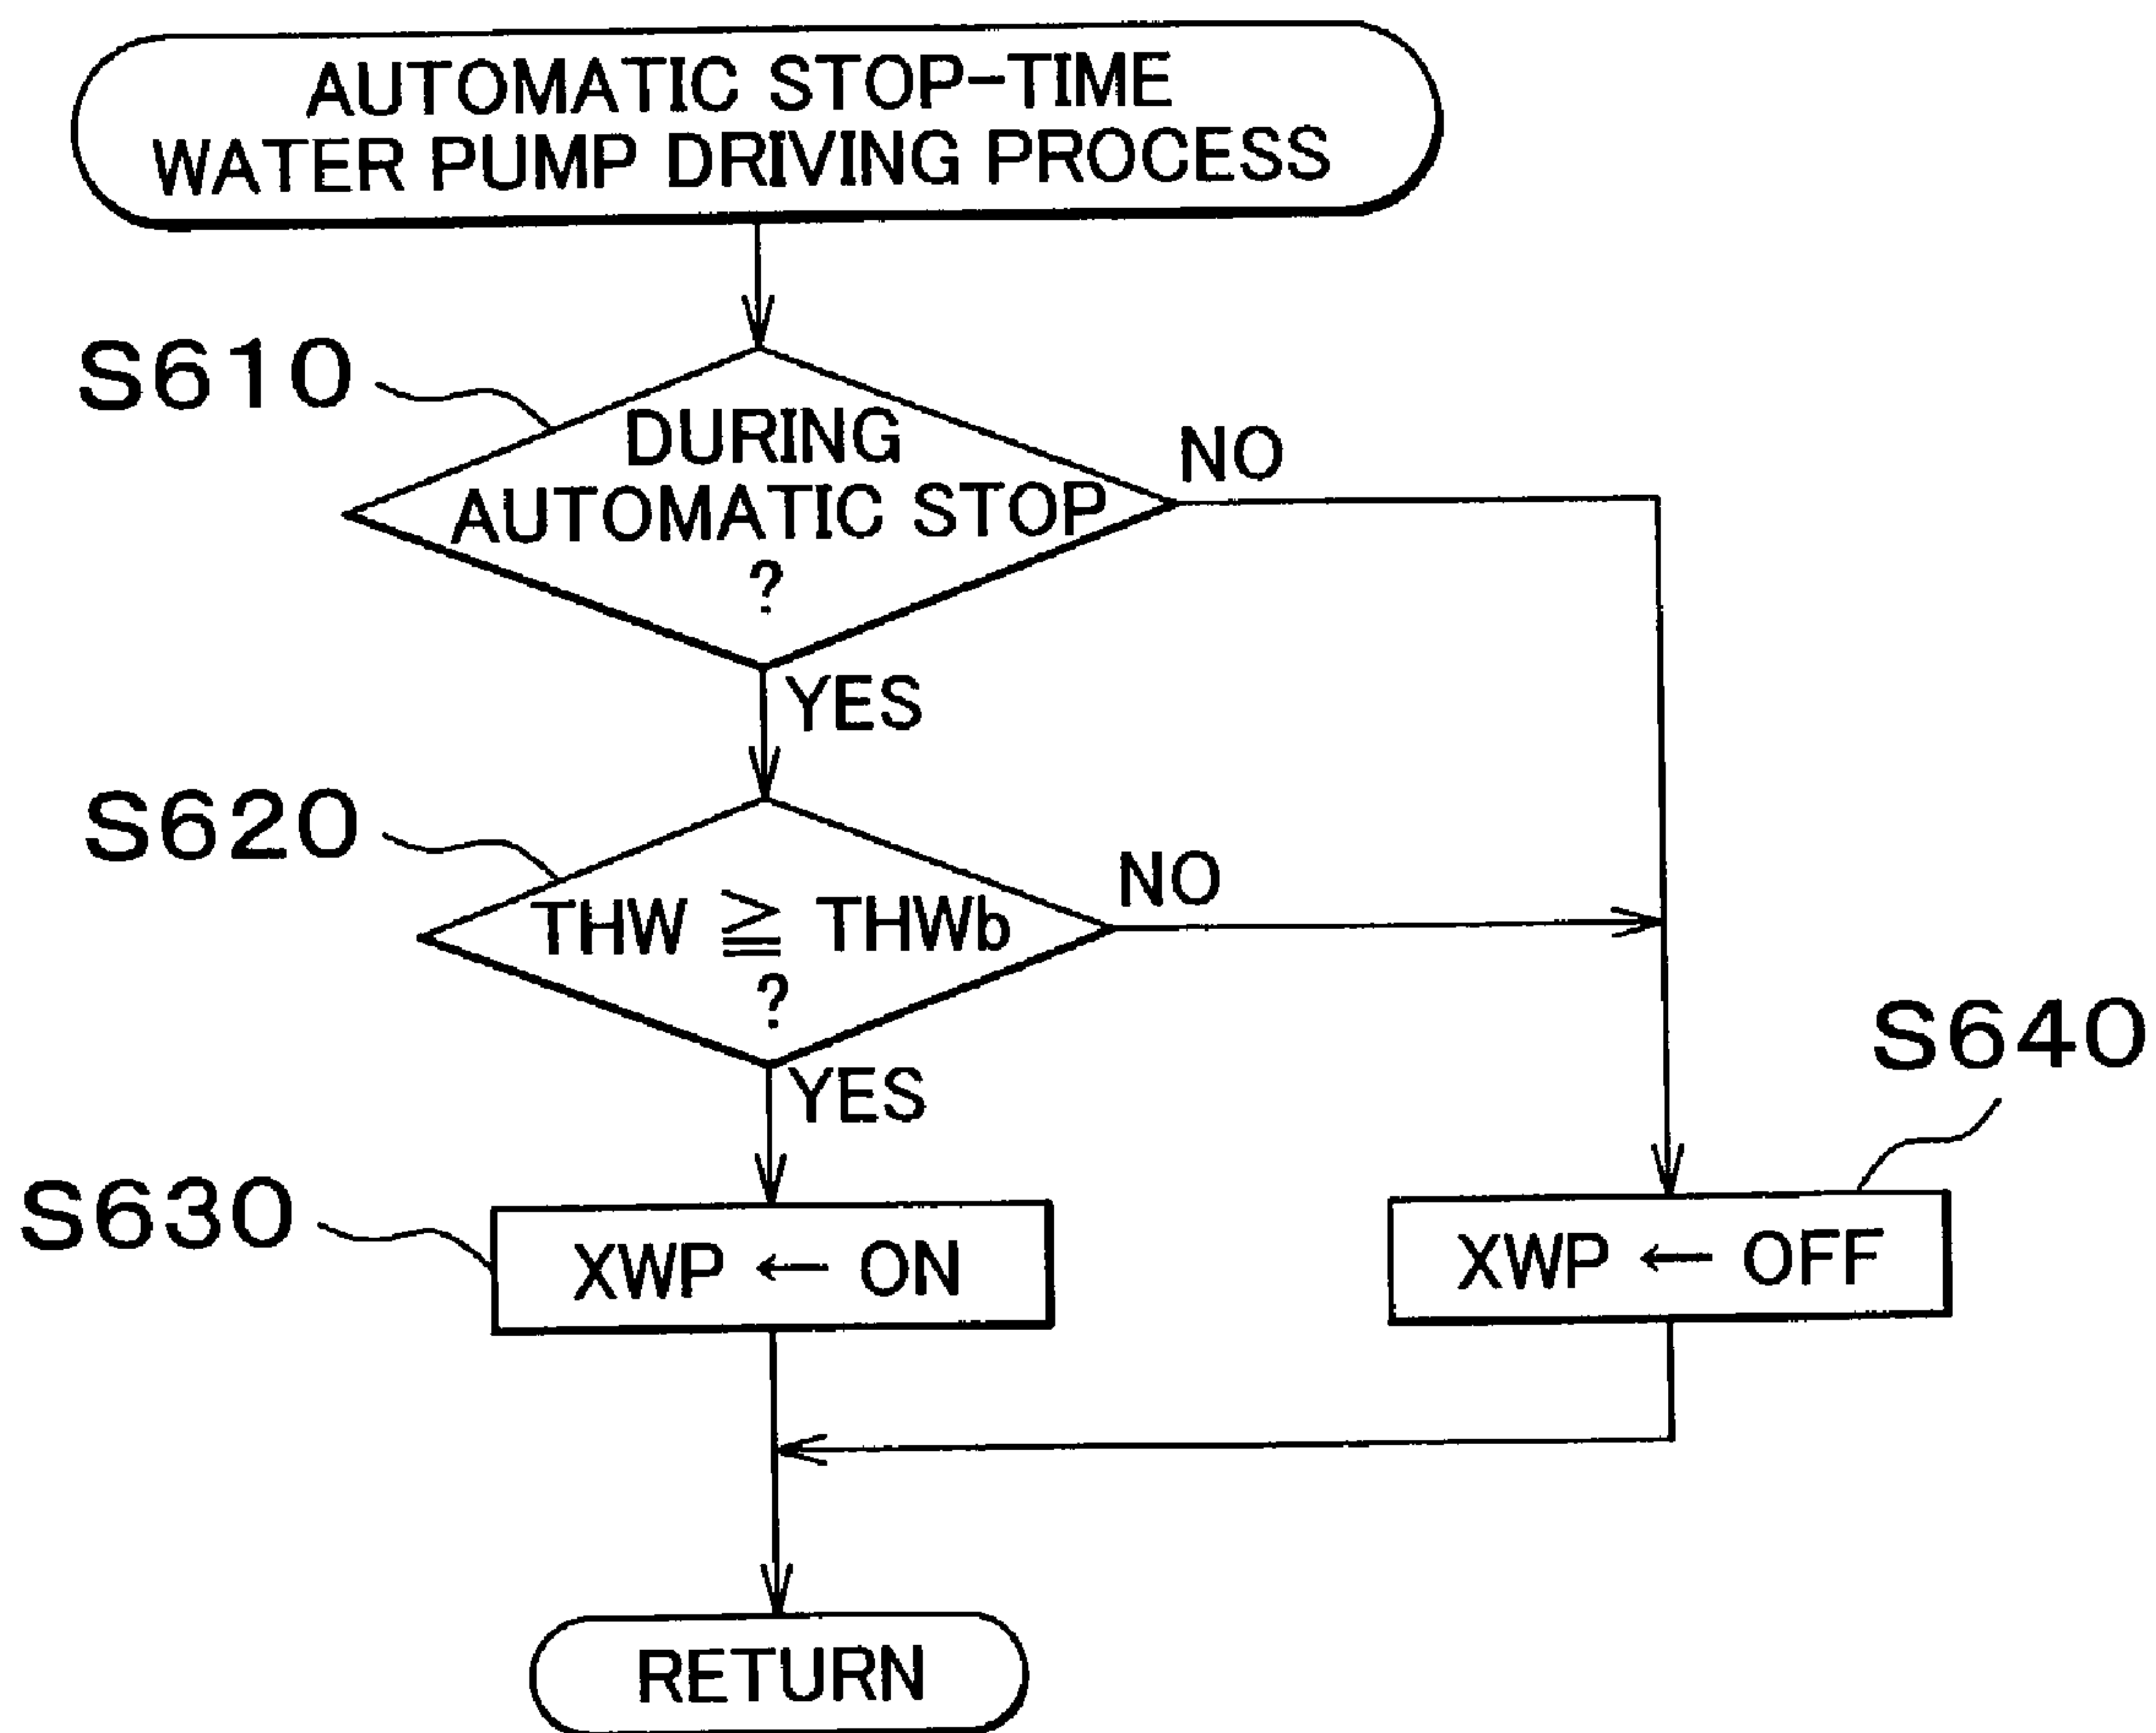 AUTOMATIC STOP-TIME
WATER PUMP DRIVING PROCESS
S610
DURING
AUTOMATIC STOP
?
NO
YES
S620
THW ≧ THWb
?
NO
YES
S630
XWP ← ON
S640
XWP ← OFF
RETURN